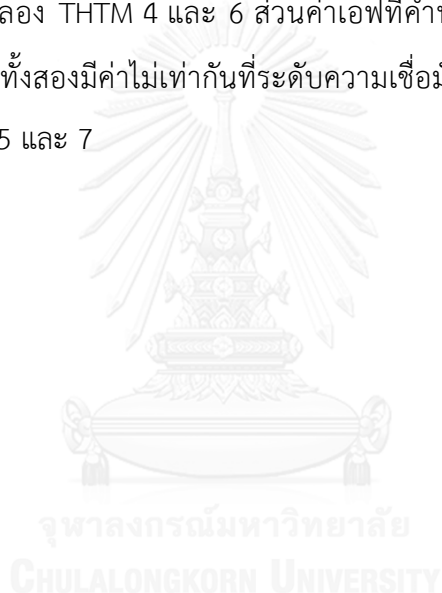 ลอง THTM 4 และ 6 ส่วนค่าเอฟที่คำ
ทั้งสองมีค่าไม่เท่ากันที่ระดับความเชื่อ
5 และ 7
จุฬาลงกรณ์มหาวิทยาลัย
CHULALONGKORN UNIVERSITY